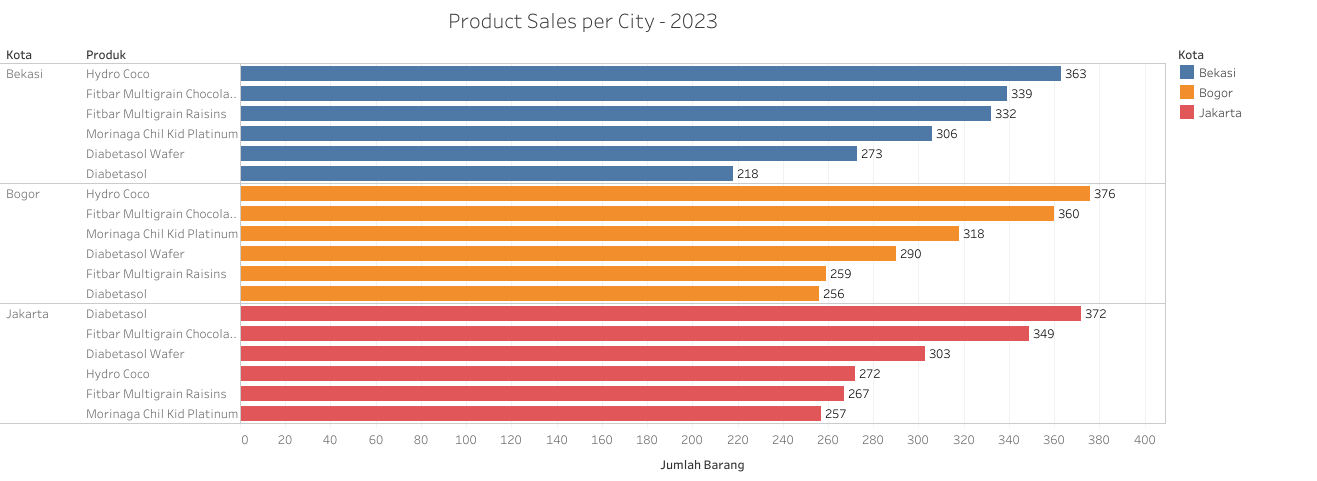 Product Sales per City - 2023
Kota Produk Kota
Bekasi Hydro Coco 363 Bekasi
Fitbar Multigrain Chocola.. 339 Bogor
Fitbar Multigrain Raisins 332 Jakarta
Morinaga Chil Kid Platinum 306
Diabetasol Wafer 273
Diabetasol 218
Bogor Hydro Coco 376
Fitbar Multigrain Chocola.. 360
Morinaga Chil Kid Platinum 318
Diabetasol Wafer 290
Fitbar Multigrain Raisins 259
Diabetasol 256
Jakarta Diabetasol 372
Fitbar Multigrain Chocola.. 349
Diabetasol Wafer 303
Hydro Coco 272
Fitbar Multigrain Raisins 267
Morinaga Chil Kid Platinum 257
0 20 40 60 80 100 120 140 160 180 200 220 240 260 280 300 320 340 360 380 400
Jumlah Barang